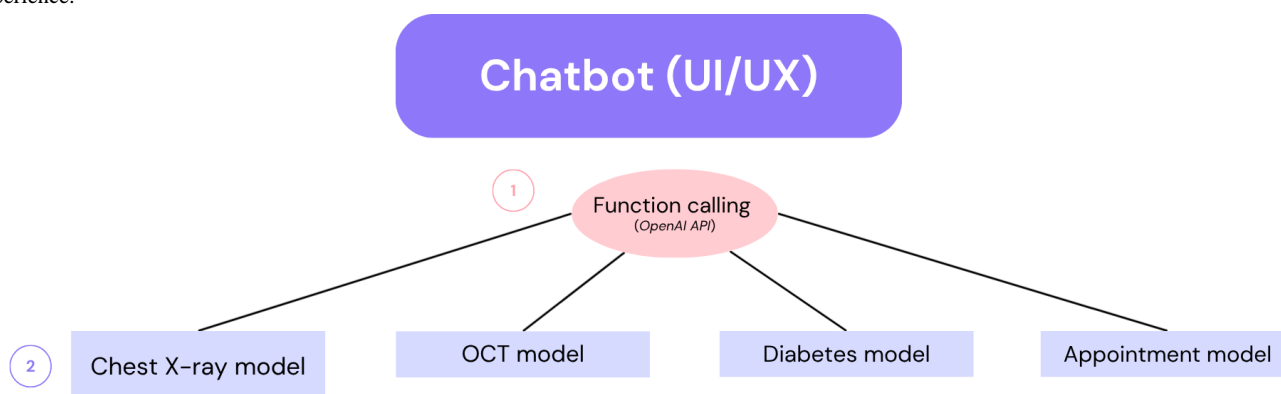 Chatbot (UI/UX)
1
Function calling
(OpenAI API)
2
Chest X-ray model
OCT model
Diabetes model
Appointment model